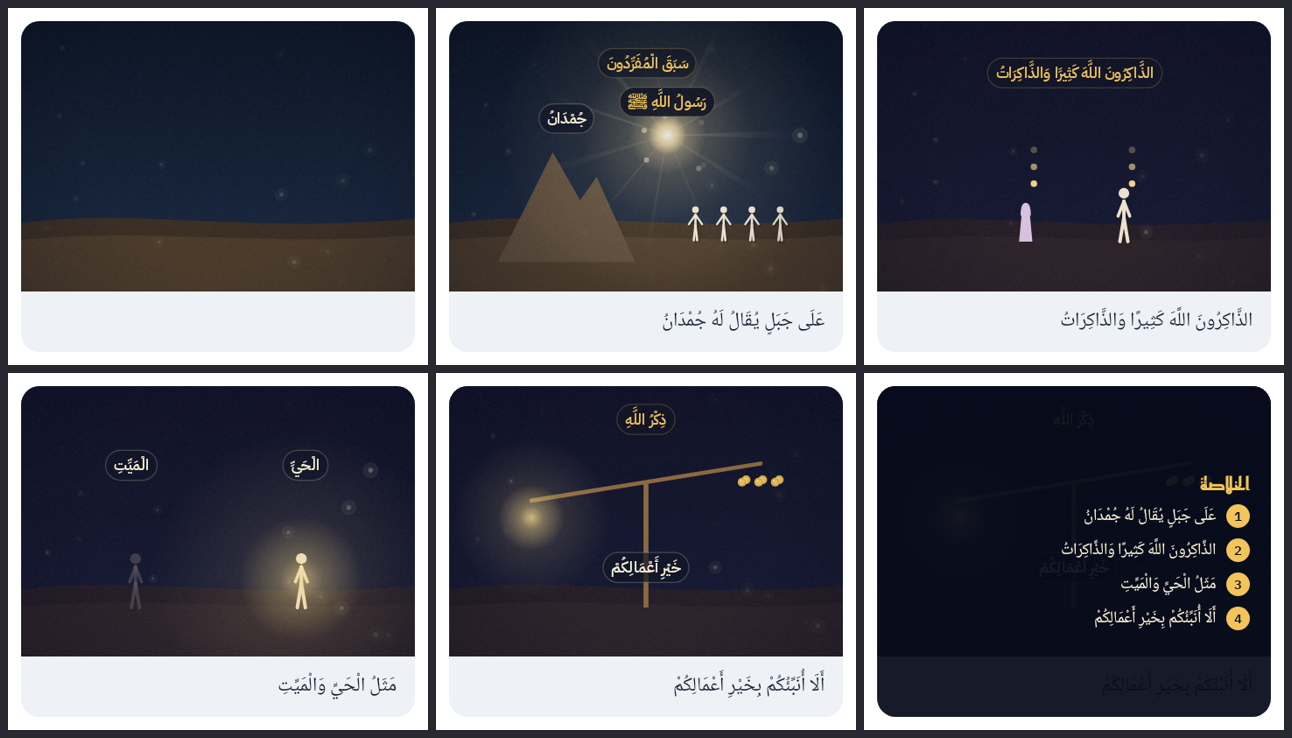 سَبَقَ الْمُفَرِّدُونَ
رَسُولُ اللَّهِ ﷺ
جُمْدَانُ
عَلَى جَبَلٍ يُقَالُ لَهُ جُمْدَانُ
الذَّاكِرُونَ اللَّهَ كَثِيرًا وَالذَّاكِرَاتُ
الذَّاكِرُونَ اللَّهَ كَثِيرًا وَالذَّاكِرَاتُ
الْحَيِّ
الْمَيِّتِ
مَثَلُ الْحَيِّ وَالْمَيِّتِ
ذِكْرُ اللَّهِ
خَيْرِ أَعْمَالِكُمْ
أَلَا أُنَبِّئُكُمْ بِخَيْرِ أَعْمَالِكُمْ
ذِكْرُ اللَّهِ
الخلاصة
1 عَلَى جَبَلٍ يُقَالُ لَهُ جُمْدَانُ
2 الذَّاكِرُونَ اللَّهَ كَثِيرًا وَالذَّاكِرَاتُ
خَيْرِ أَعْمَالِكُمْ
3 مَثَلُ الْحَيِّ وَالْمَيِّتِ
4 أَلَا أُنَبِّئُكُمْ بِخَيْرِ أَعْمَالِكُمْ
أَلَا أُنَبِّئُكُمْ بِخَيْرِ أَعْمَالِكُمْ